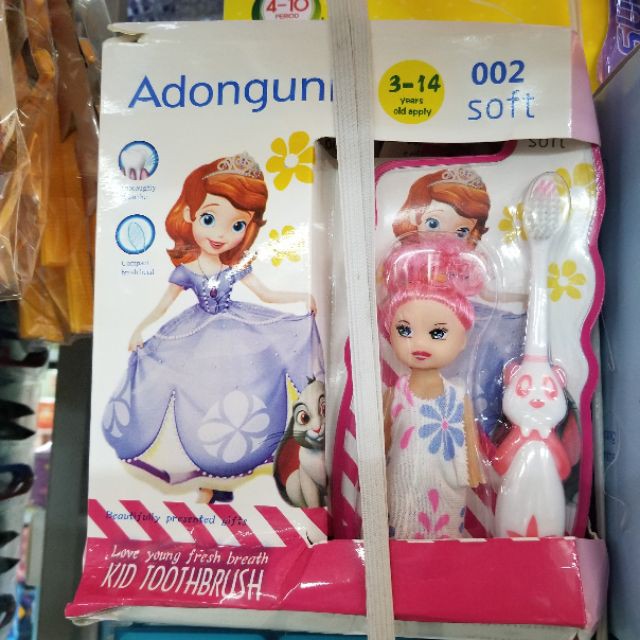 4-10
PERIOD
Adongun
3-14
years
old apply
002
soft
soft
Beautifully presented gifts
Love young fresh breath
KID TOOTHBRUSH